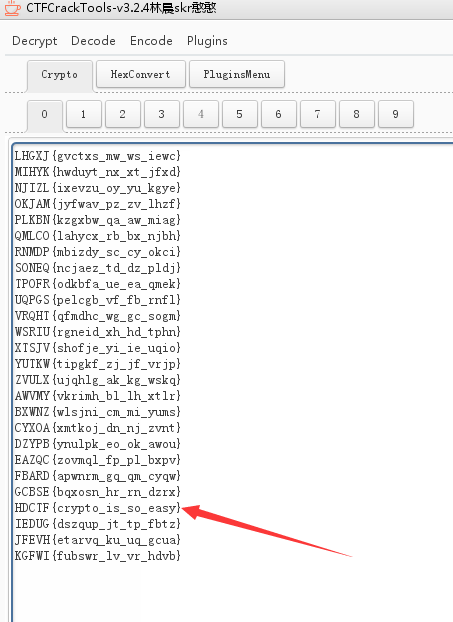 CTFCrackTools-v3.2.4林晨skr憨憨
Decrypt Decode Encode Plugins
Crypto HexConvert PluginsMenu
0 1 2 3 4 5 6 7 8 9
LHGXJ{gvctxs_mw_ws_iewc}
MIHYK{hwduyt_nx_xt_jfxd}
NJIZL{ixevzu_oy_yu_kgye}
OKJAM{jyfwav_pz_zv_lhzf}
PLKBN{kzgxbw_qa_aw_miag}
QMLCO{lahycx_rb_bx_njbh}
RNMDP{mbizdy_sc_cy_okci}
SONEQ{ncjaez_td_dz_pldj}
TPOFR{odkbfa_ue_ea_qmek}
UQPGS{pelcgb_vf_fb_rnfl}
VRQHT{qfmdhc_wg_gc_sogm}
WSRIU{rgneid_xh_hd_tphn}
XTSJV{shofje_yi_ie_uqio}
YUTKW{tipgkf_zj_jf_vrjp}
ZVULX{ujqhlg_ak_kg_wskq}
AWVMY{vkrimh_bl_lh_xtlr}
BXWNZ{wlsjni_cm_mi_yums}
CYXOA{xmtkoj_dn_nj_zvnt}
DZYPB{ynulpk_eo_ok_awou}
EAZQC{zovmql_fp_pl_bxpv}
FBARD{apwnrm_gq_qm_cyqw}
GCBSE{bqxosn_hr_rn_dzrx}
HDCTF{crypto_is_so_easy}
IEDUG{dszqup_jt_tp_fbtz}
JFEVH{etarvq_ku_uq_gcua}
KGFWI{fubswr_lv_vr_hdvb}